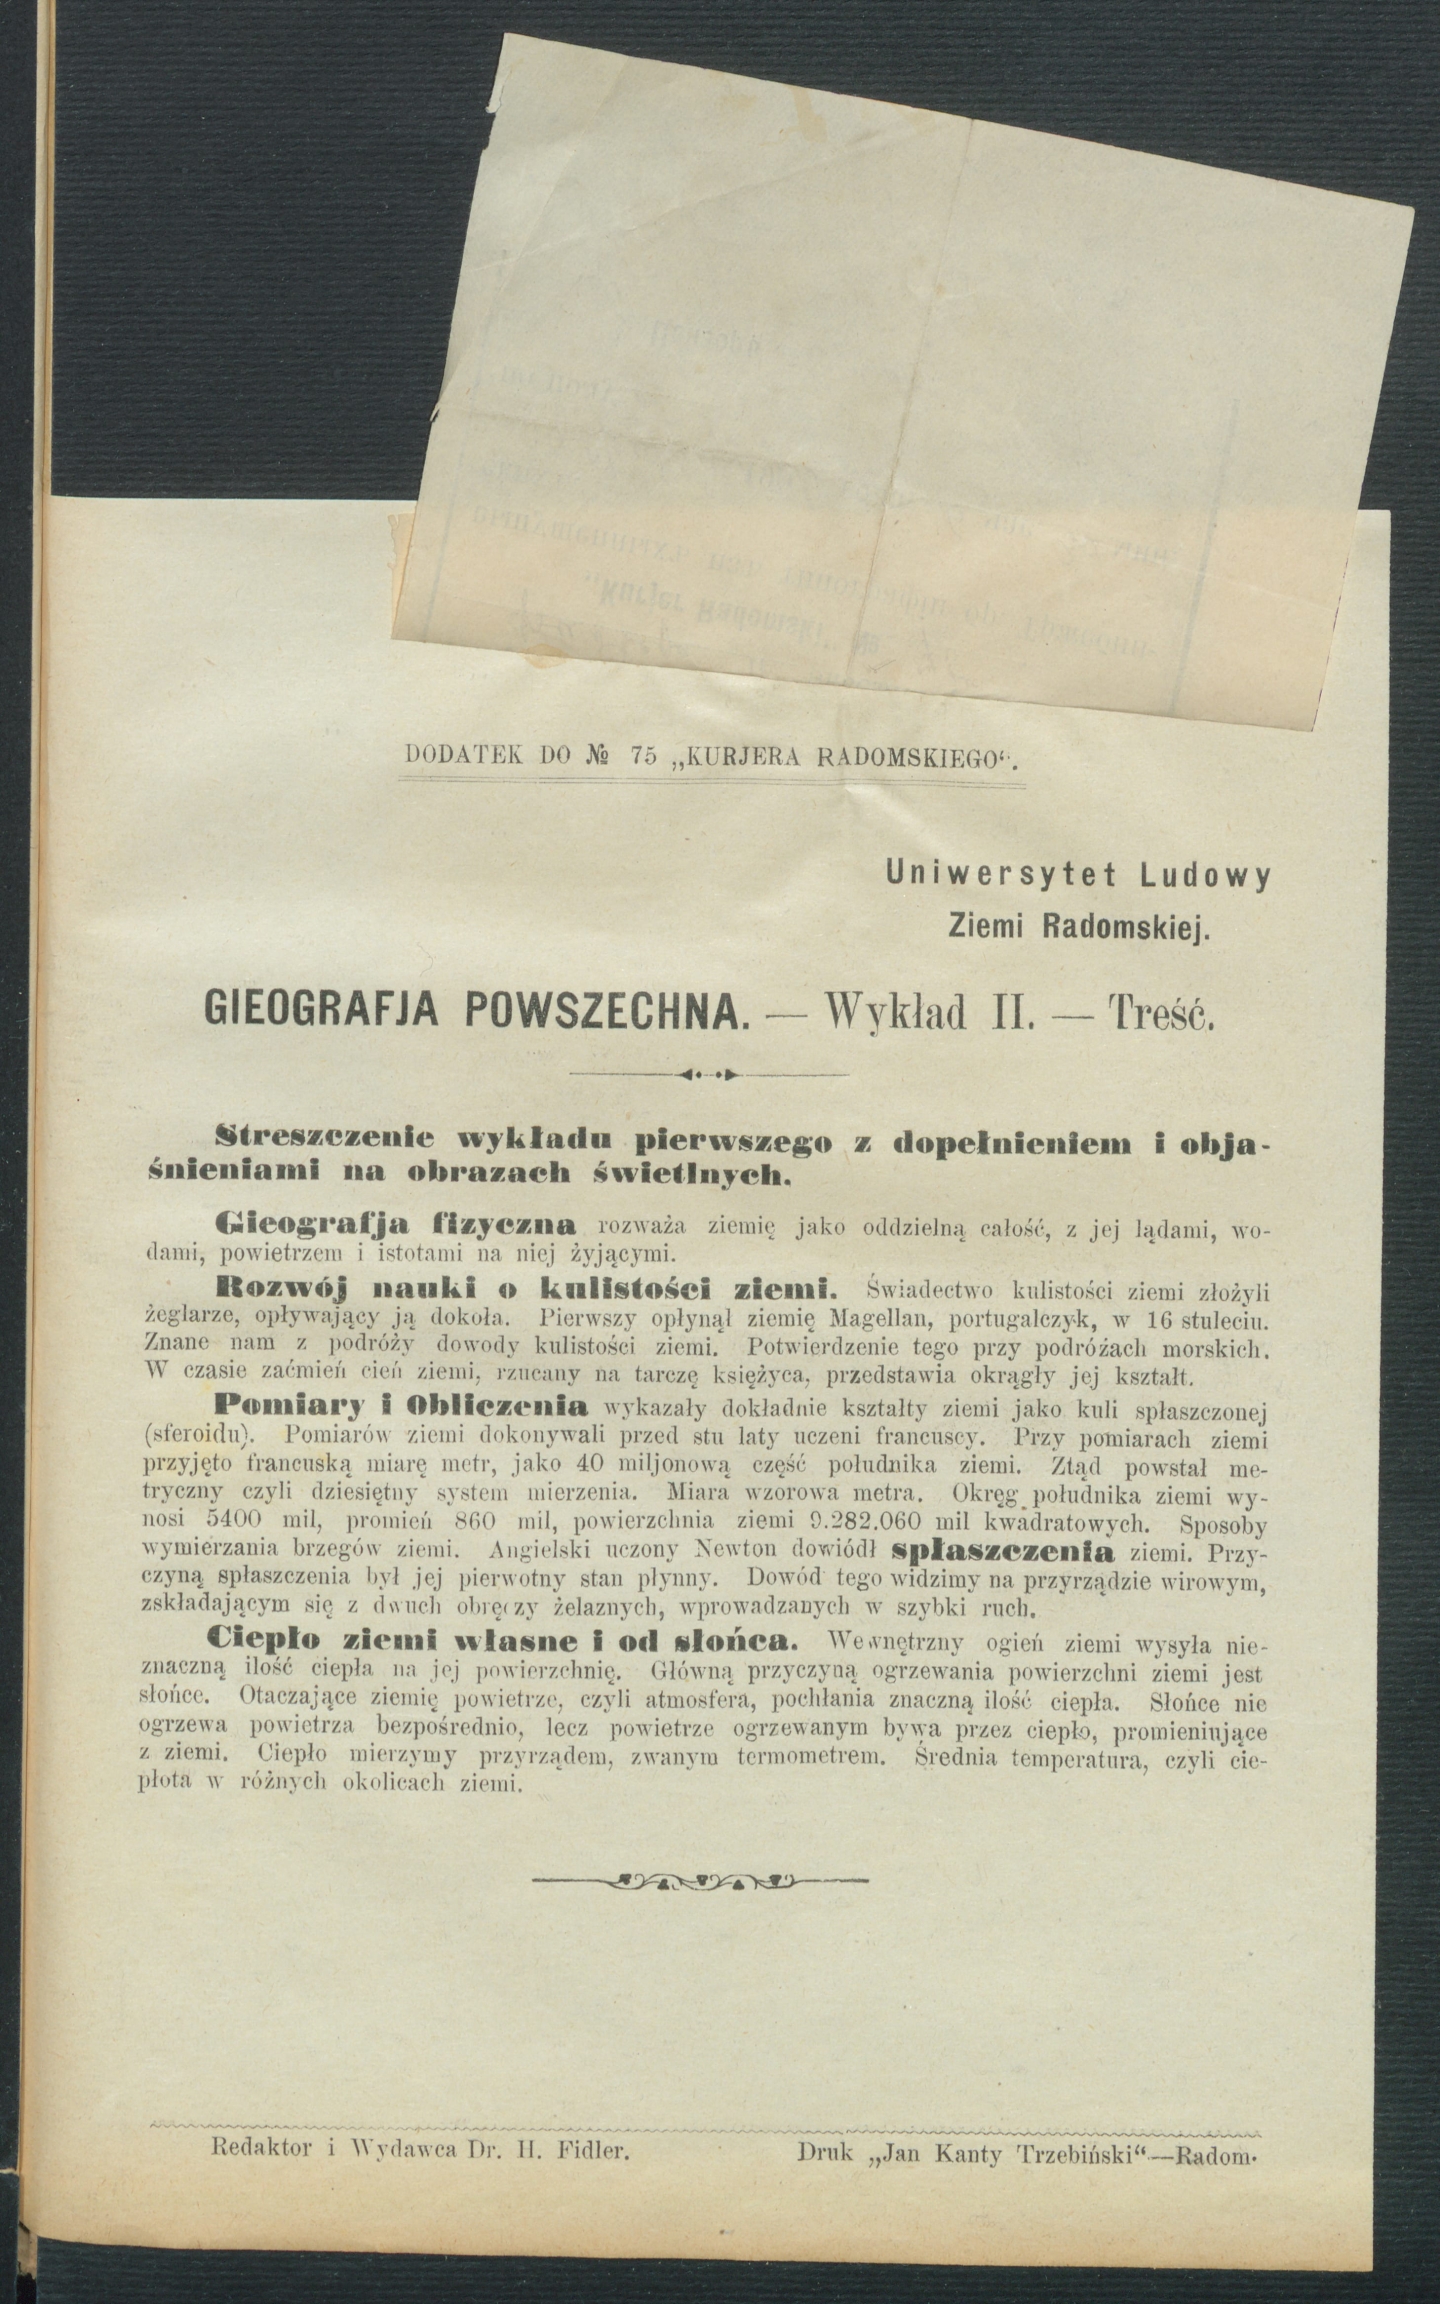 DODATEK DO № 75 „KURJERA RADOMSKIEGO“.
Uniwersytet Ludowy
Ziemi Radomskiej.
GIEOGRAFJA POWSZECHNA. — Wykład II. — Treść.
Streszczenie wykładu pierwszego z dopełnieniem i obja-
śnieniami na obrazach świetlnych.
Gieografja fizyczna rozważa ziemię jako oddzielną całość, z jej lądami, wo-
dami, powietrzem i istotami na niej żyjącymi.
Rozwój nauki o kulistości ziemi. Świadectwo kulistości ziemi złożyli
żeglarze, opływający ją dokoła. Pierwszy opłynął ziemię Magellan, portugalczyk, w 16 stuleciu.
Znane nam z podróży dowody kulistości ziemi. Potwierdzenie tego przy podróżach morskich.
W czasie zaćmień cień ziemi, rzucany na tarczę księżyca, przedstawia okrągły jej kształt.
Pomiary i Obliczenia wykazały dokładnie kształty ziemi jako kuli spłaszczonej
(sferoidu). Pomiarów ziemi dokonywali przed stu laty uczeni francuscy. Przy pomiarach ziemi
przyjęto francuską miarę metr, jako 40 miljonową część południka ziemi. Ztąd powstał me-
tryczny czyli dziesiętny system mierzenia. Miara wzorowa metra. Okręg południka ziemi wy-
nosi 5400 mil, promień 860 mil, powierzchnia ziemi 9.282.060 mil kwadratowych. Sposoby
wymierzania brzegów ziemi. Angielski uczony Newton dowiódł spłaszczenia ziemi. Przy-
czyną spłaszczenia był jej pierwotny stan płynny. Dowód tego widzimy na przyrządzie wirowym,
zskładającym się z dwuch obręczy żelaznych, wprowadzanych w szybki ruch.
Ciepło ziemi własne i od słońca. Wewnętrzny ogień ziemi wysyła nie-
znaczną ilość ciepła na jej powierzchnię. Główną przyczyną ogrzewania powierzchni ziemi jest
słońce. Otaczające ziemię powietrze, czyli atmosfera, pochłania znaczną ilość ciepła. Słońce nie
ogrzewa powietrza bezpośrednio, lecz powietrze ogrzewanym bywa przez ciepło, promieniujące
z ziemi. Ciepło mierzymy przyrządem, zwanym termometrem. Średnia temperatura, czyli cie-
płota w różnych okolicach ziemi.
Redaktor i Wydawca Dr. H. Fidler.
Druk „Jan Kanty Trzebiński“—Radom.